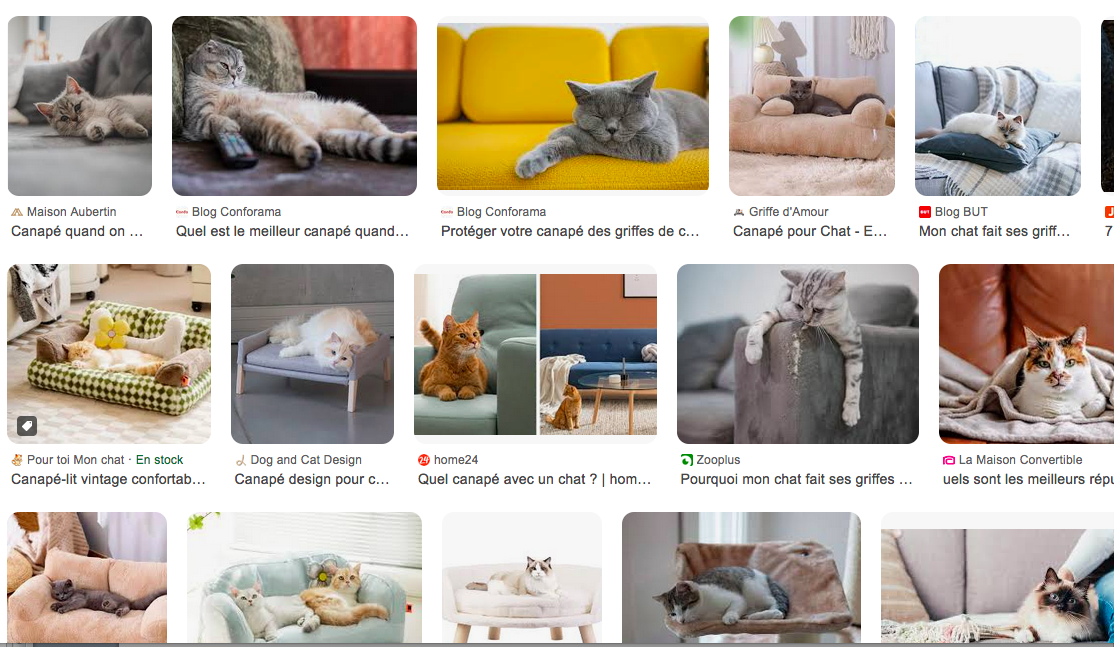 Maison Aubertin
Canapé quand on ...
Blog Conforama
Quel est le meilleur canapé quand...
Blog Conforama
Protéger votre canapé des griffes de c...
Griffe d'Amour
Canapé pour Chat - E...
Blog BUT
Mon chat fait ses griff...
7
Pour toi Mon chat · En stock
Canapé-lit vintage confortab...
Dog and Cat Design
Canapé design pour c...
24 home24
Quel canapé avec un chat ? | hom...
Zooplus
Pourquoi mon chat fait ses griffes ...
La Maison Convertible
uels sont les meilleurs répu